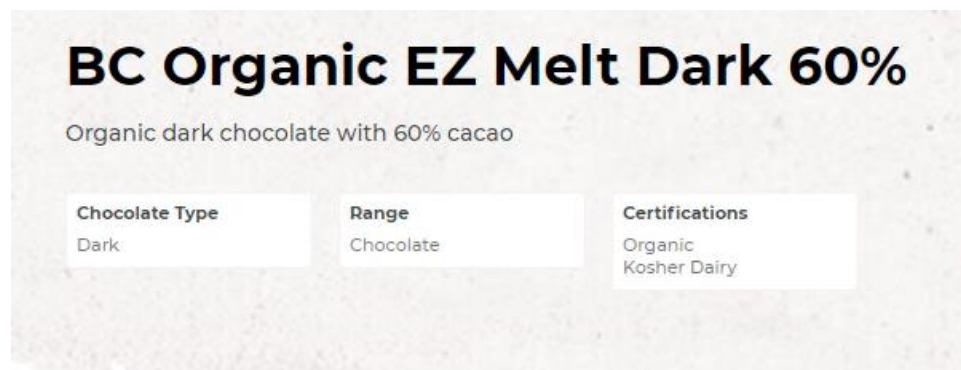 BC Organic EZ Melt Dark 60%
Organic dark chocolate with 60% cacao
Chocolate Type
Dark
Range
Chocolate
Certifications
Organic
Kosher Dairy